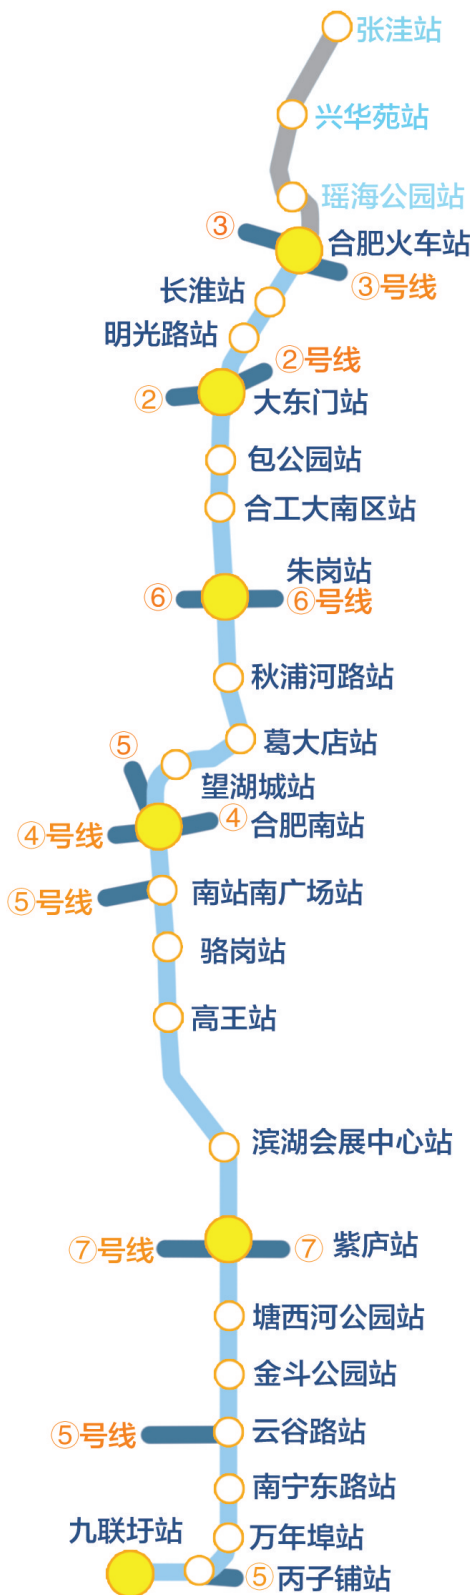 张洼站
兴华苑站
瑶海公园站
③
合肥火车站
③号线
长淮站
明光路站
②号线
②
大东门站
包公园站
合工大南区站
朱岗站
⑥
⑥号线
秋浦河路站
葛大店站
⑤
望湖城站
④号线
④
合肥南站
⑤号线
南站南广场站
骆岗站
高王站
滨湖会展中心站
⑦号线
⑦
紫庐站
塘西河公园站
金斗公园站
⑤号线
云谷路站
南宁东路站
九联圩站
万年埠站
⑤
丙子铺站